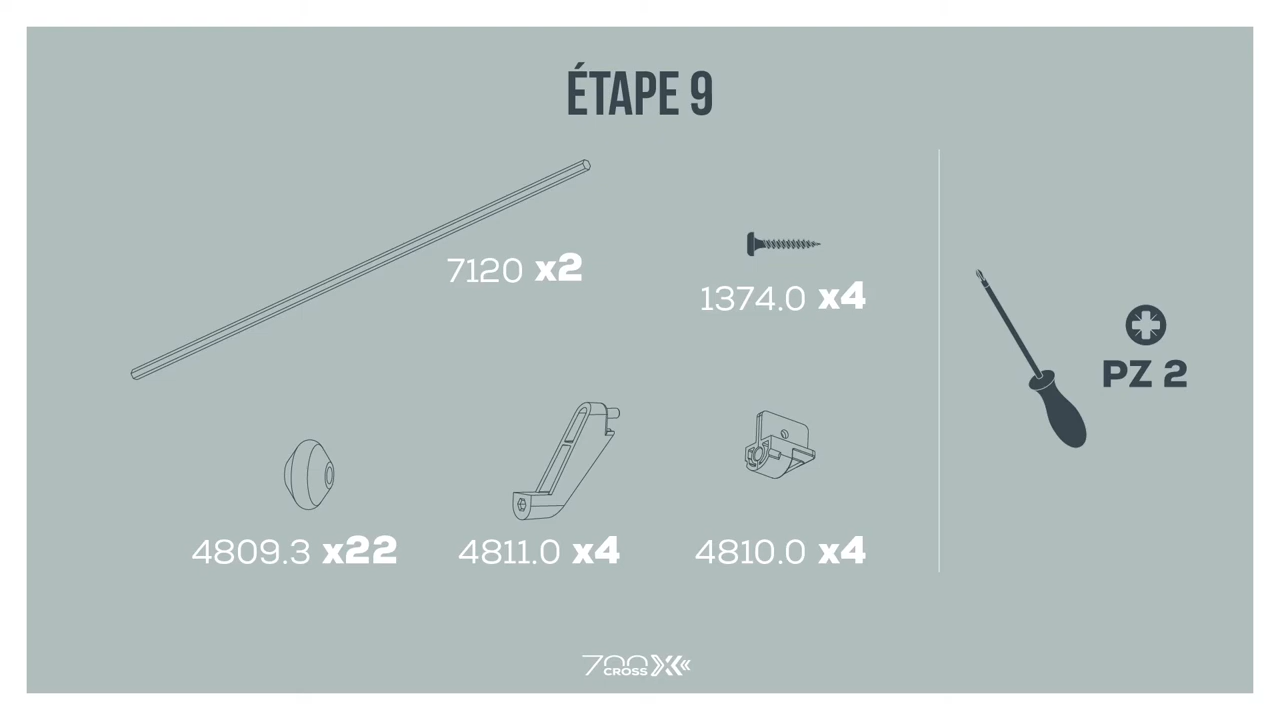 ÉTAPE 9
7120 x2
1374.0 x4
PZ 2
4809.3 x22
4811.0 x4
4810.0 x4
700 CROSS X